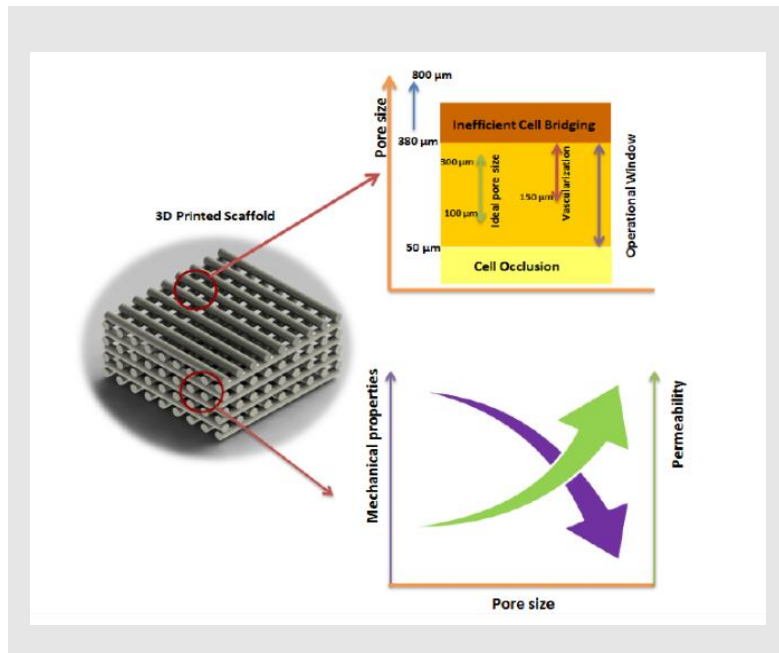 800 µm
Pore size
Inefficient Cell Bridging
380 µm
300 µm
Ideal pore size
100 µm
150 µm
Vascularization
Operational Window
50 µm
Cell Occlusion
3D Printed Scaffold
Mechanical properties
Permeability
Pore size